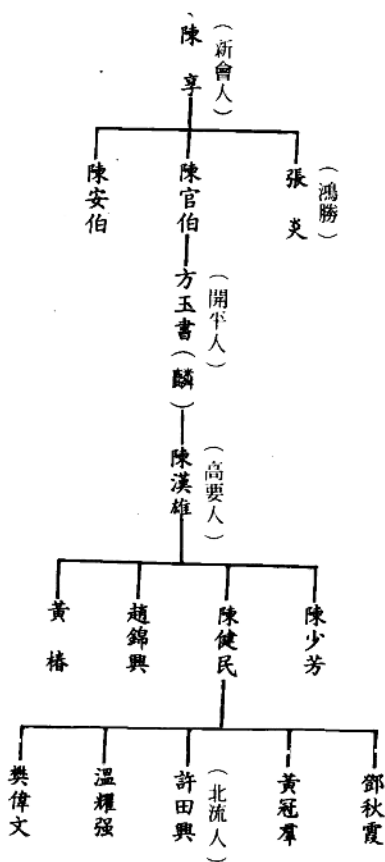 陳享
（新會人）
張炎
（鴻勝）
陳官伯
陳安伯
方玉書（麟）
（開平人）
陳漢雄
（高要人）
陳少芳
陳健民
趙錦興
黃椿
鄧秋霞
黃冠羣
許田興
（北流人）
溫耀强
樊偉文